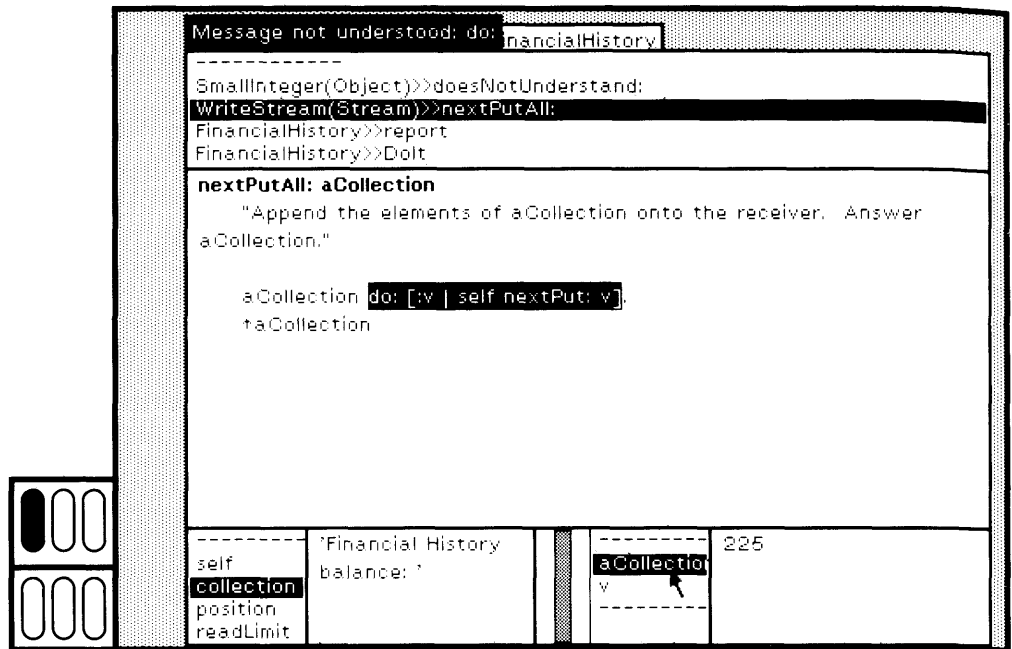 Message not understood: do:
nancialHistory
SmallInteger(Object)>>doesNotUnderstand:
WriteStream(Stream)>>nextPutAll:
FinancialHistory>>report
FinancialHistory>>DoIt
nextPutAll: aCollection
"Append the elements of aCollection onto the receiver. Answer
aCollection."
aCollection do: [:v | self nextPut: v].
↑aCollection
self
collection
position
readLimit
'Financial History
balance: '
aCollectio
v
225